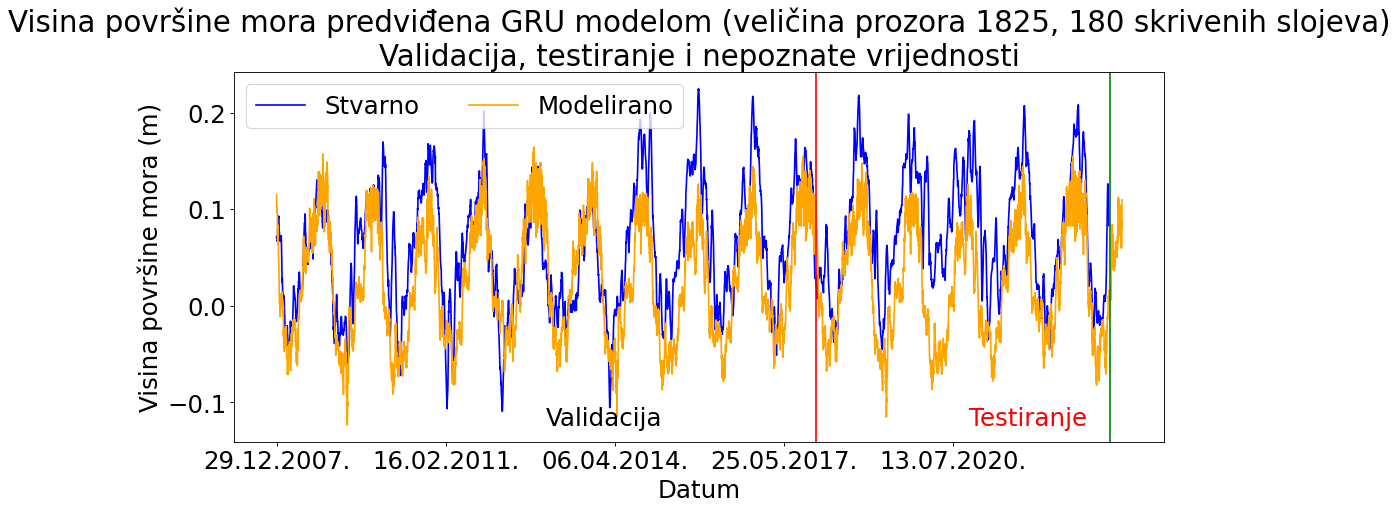 Visina površine mora predviđena GRU modelom (veličina prozora 1825, 180 skrivenih slojeva)
Validacija, testiranje i nepoznate vrijednosti
Stvarno
Modelirano
Visina površine mora (m)
0.2
0.1
0.0
−0.1
Validacija
Testiranje
29.12.2007.
16.02.2011.
06.04.2014.
25.05.2017.
13.07.2020.
Datum